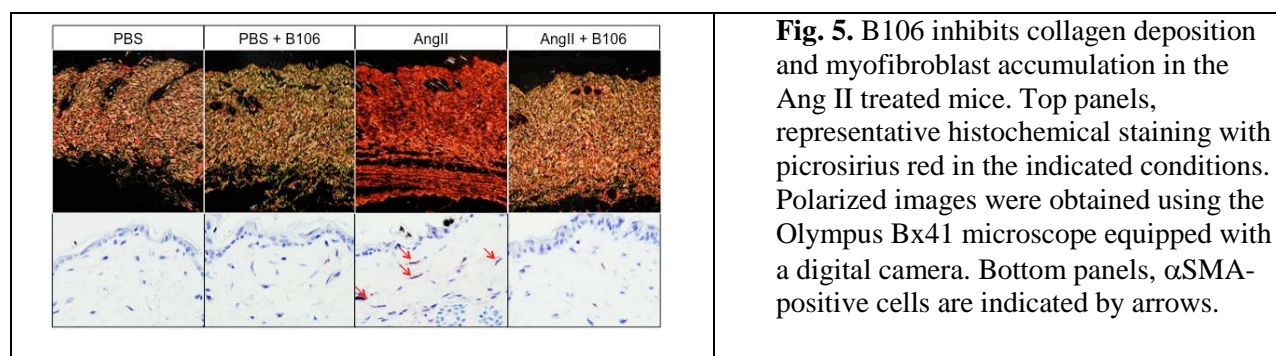 PBS
PBS + B106
AngII
AngII + B106
Fig. 5. B106 inhibits collagen deposition
and myofibroblast accumulation in the
Ang II treated mice. Top panels,
representative histochemical staining with
picrosirius red in the indicated conditions.
Polarized images were obtained using the
Olympus Bx41 microscope equipped with
a digital camera. Bottom panels, αSMA-
positive cells are indicated by arrows.